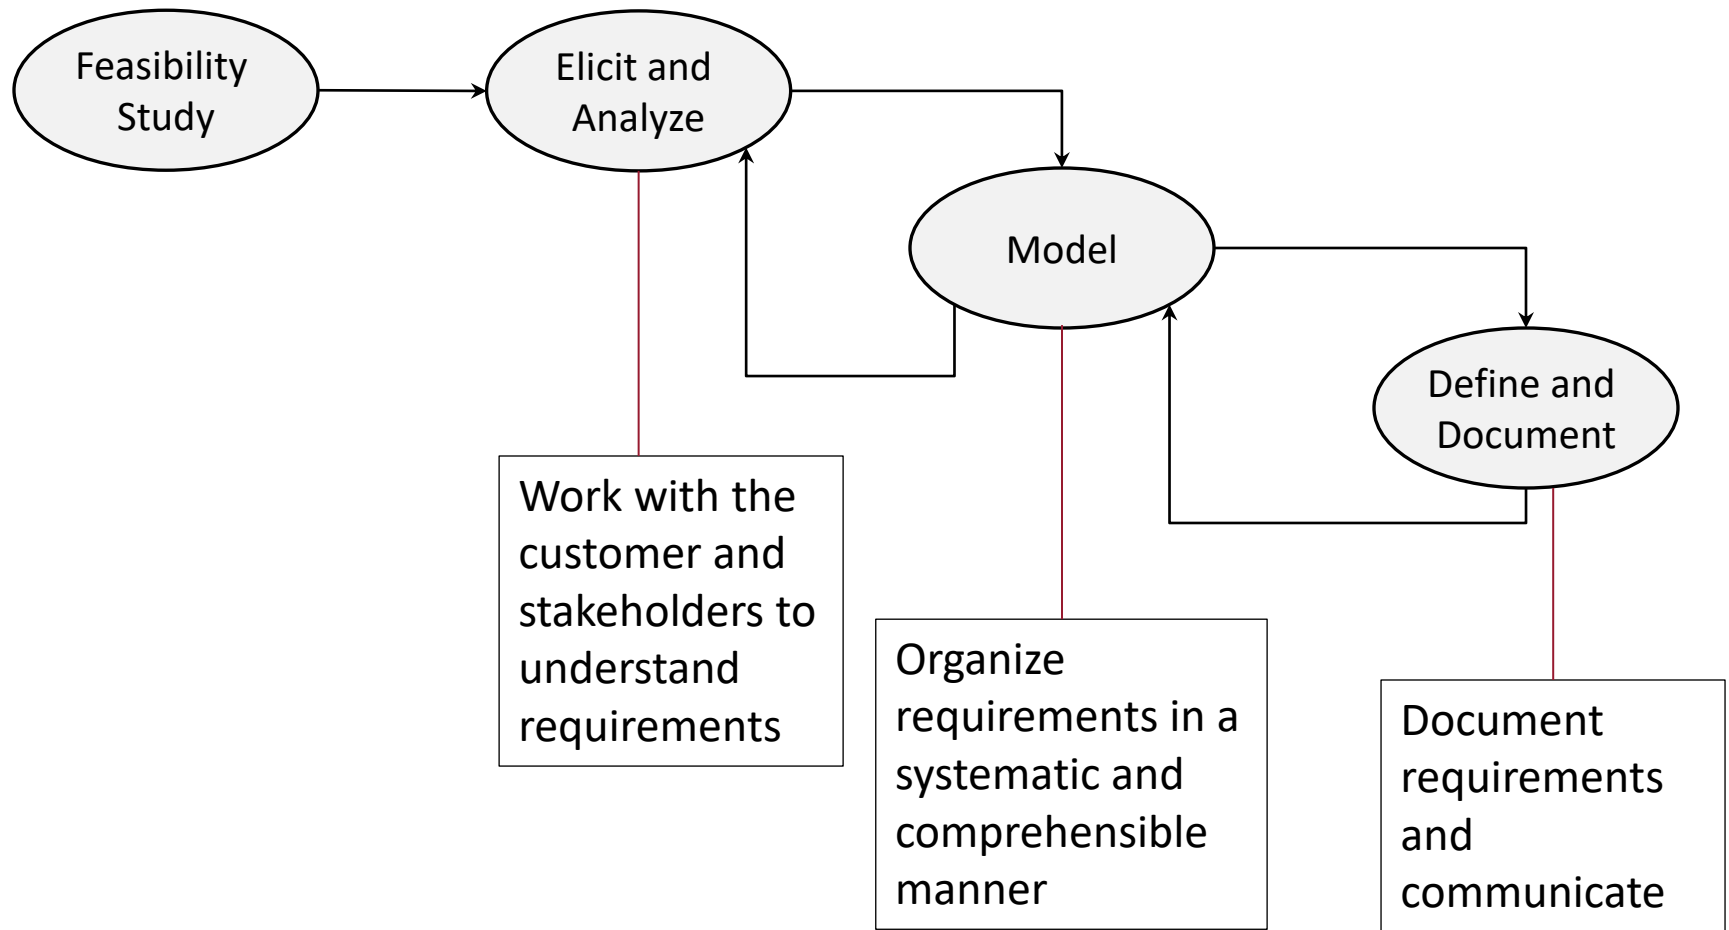 Feasibility
Study
Elicit and
Analyze
Model
Define and
Document
Work with the
customer and
stakeholders to
understand
requirements
Organize
requirements in a
systematic and
comprehensible
manner
Document
requirements
and
communicate